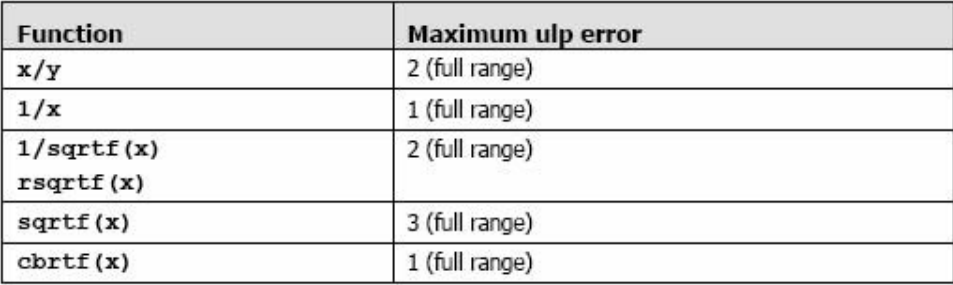 Function Maximum ulp error
x/y 2 (full range)
1/x 1 (full range)
1/sqrtf(x) 2 (full range)
rsqrtf(x)
sqrtf(x) 3 (full range)
cbrtf(x) 1 (full range)